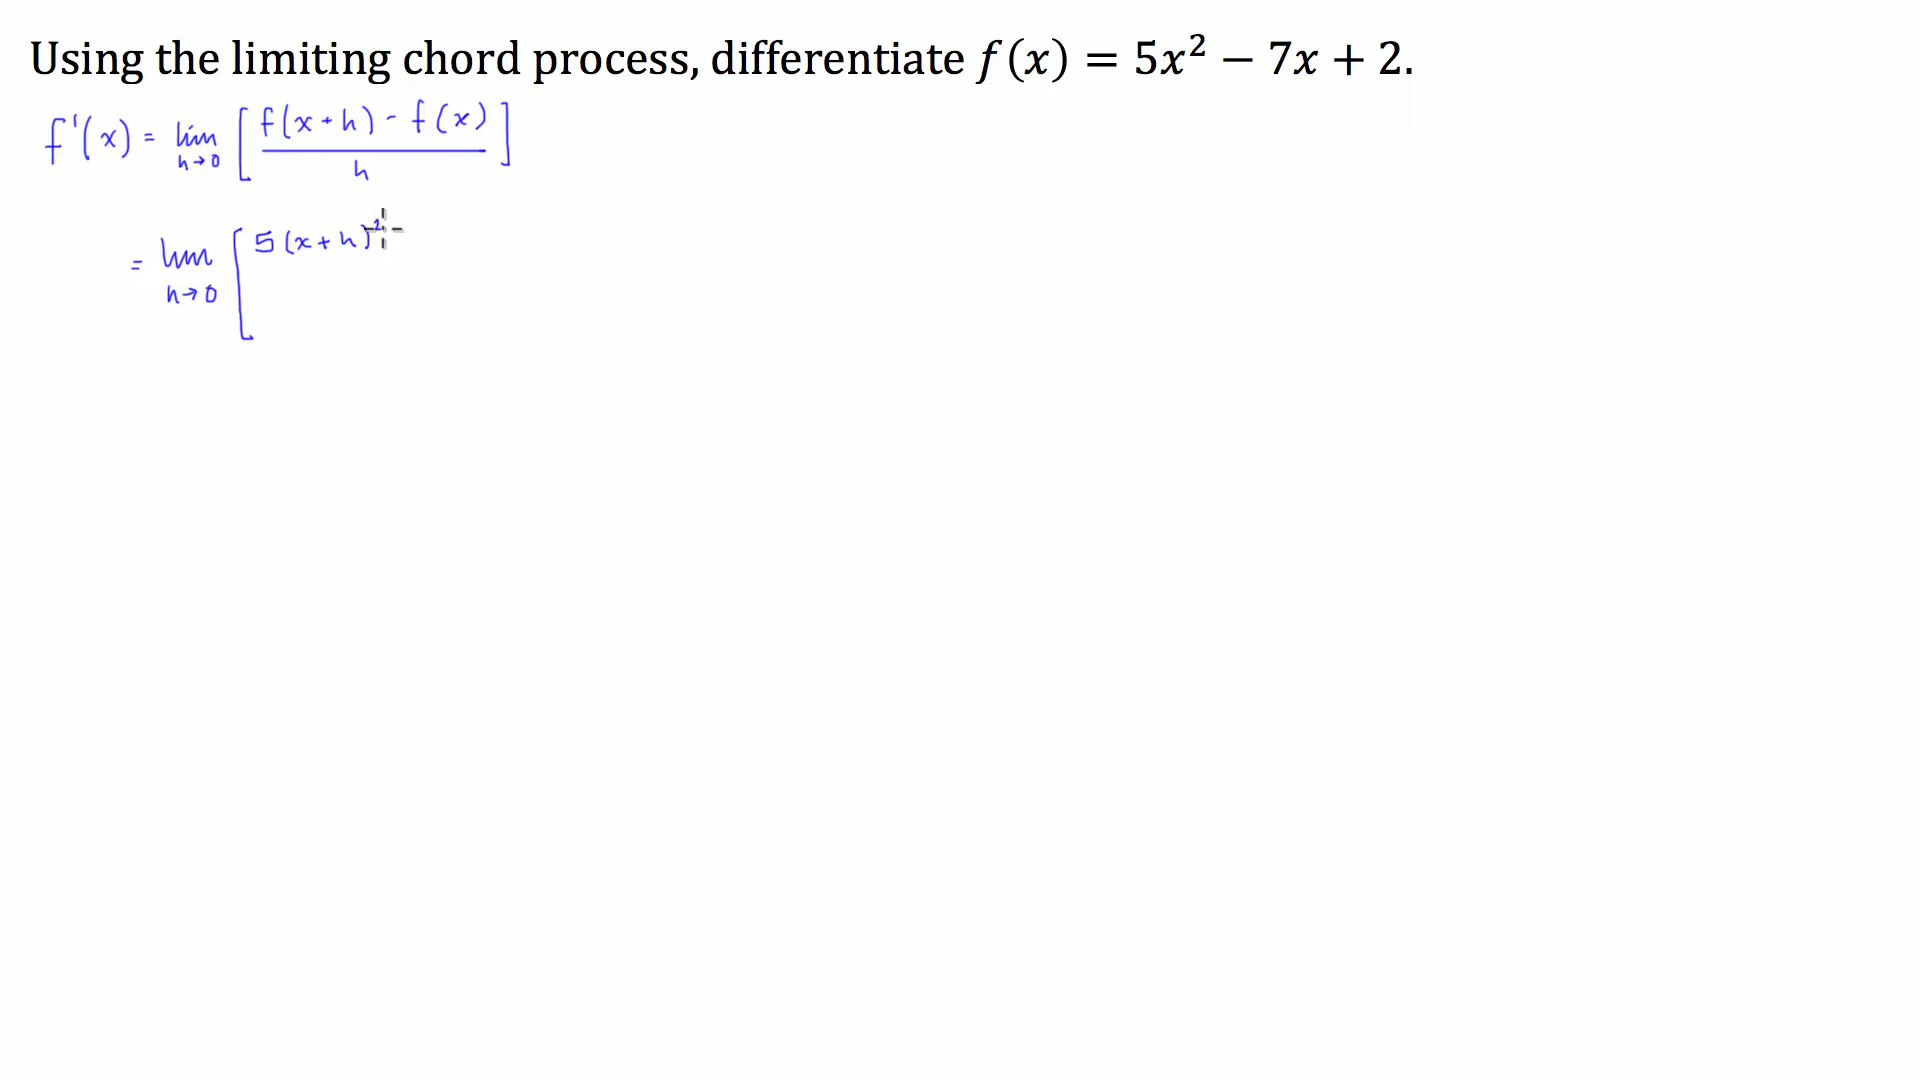 Using the limiting chord process, differentiate f(x) = 5x² − 7x + 2.
f'(x) = lim h→0 [ f(x+h) - f(x) / h ]
= lim h→0 [ 5(x+h)²